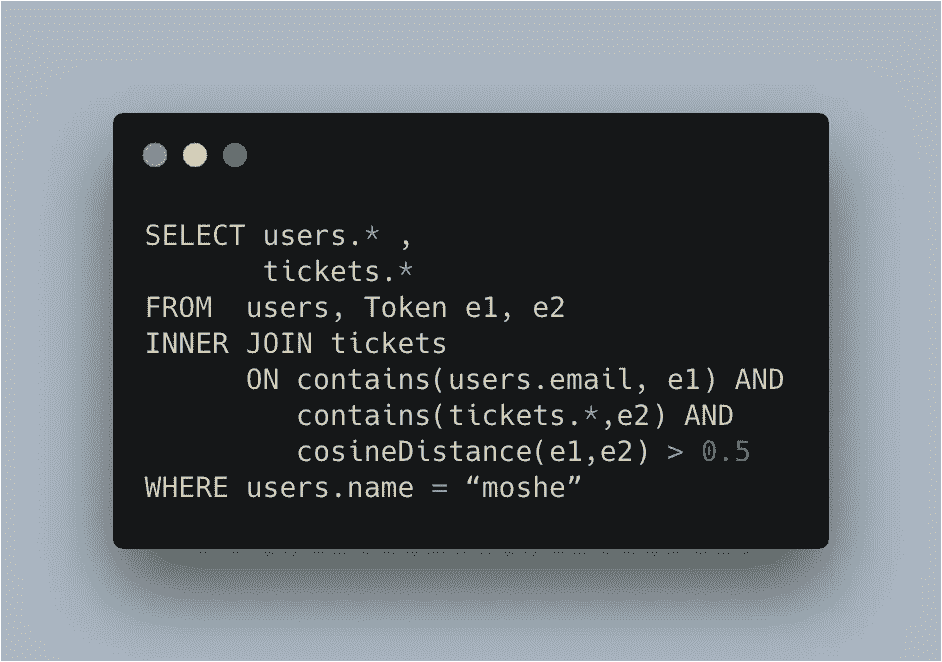 SELECT users.* ,
tickets.*
FROM  users, Token e1, e2
INNER JOIN tickets
ON contains(users.email, e1) AND
contains(tickets.*,e2) AND
cosineDistance(e1,e2) > 0.5
WHERE users.name = “moshe”